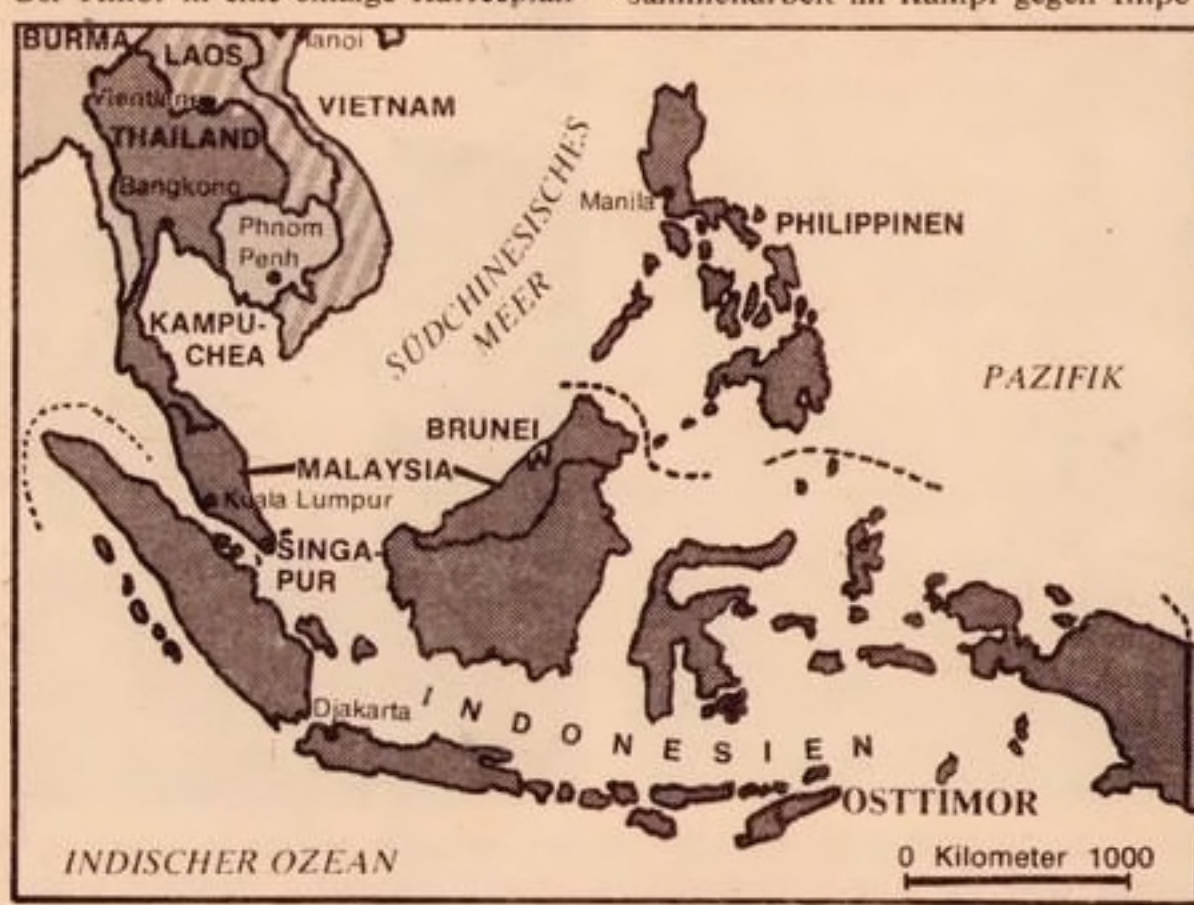 BURMA
LAOS
VIETNAM
THAILAND
Bangkong
Phnom
Penh
KAMPU-
CHEA
SÜDCHINESISCHES
MEER
Manila
PHILIPPINEN
PAZIFIK
BRUNEI
MALAYSIA
Kuala Lumpur
SINGA-
PUR
Djakarta
INDONESIEN
OSTTIMOR
INDISCHER OZEAN
0 Kilometer 1000